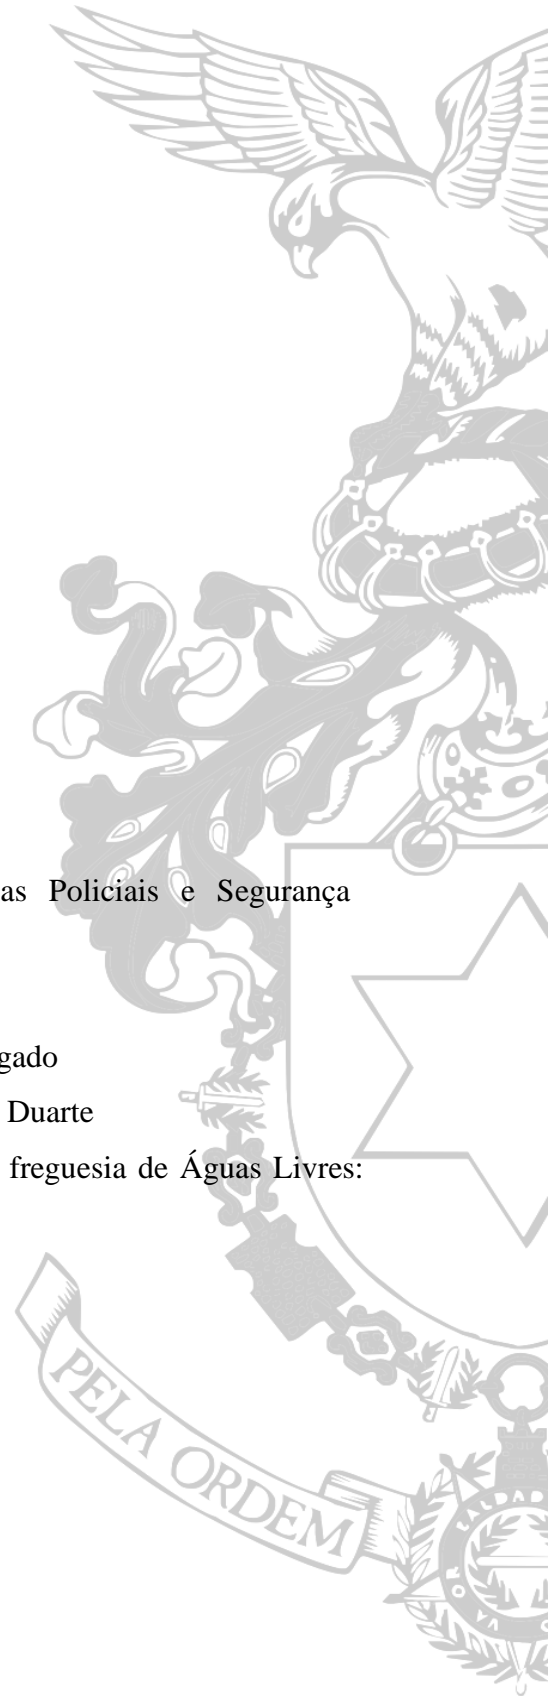 as Policiais e Segurança
gado
Duarte
freguesia de Águas Livres:
PELA ORDEM